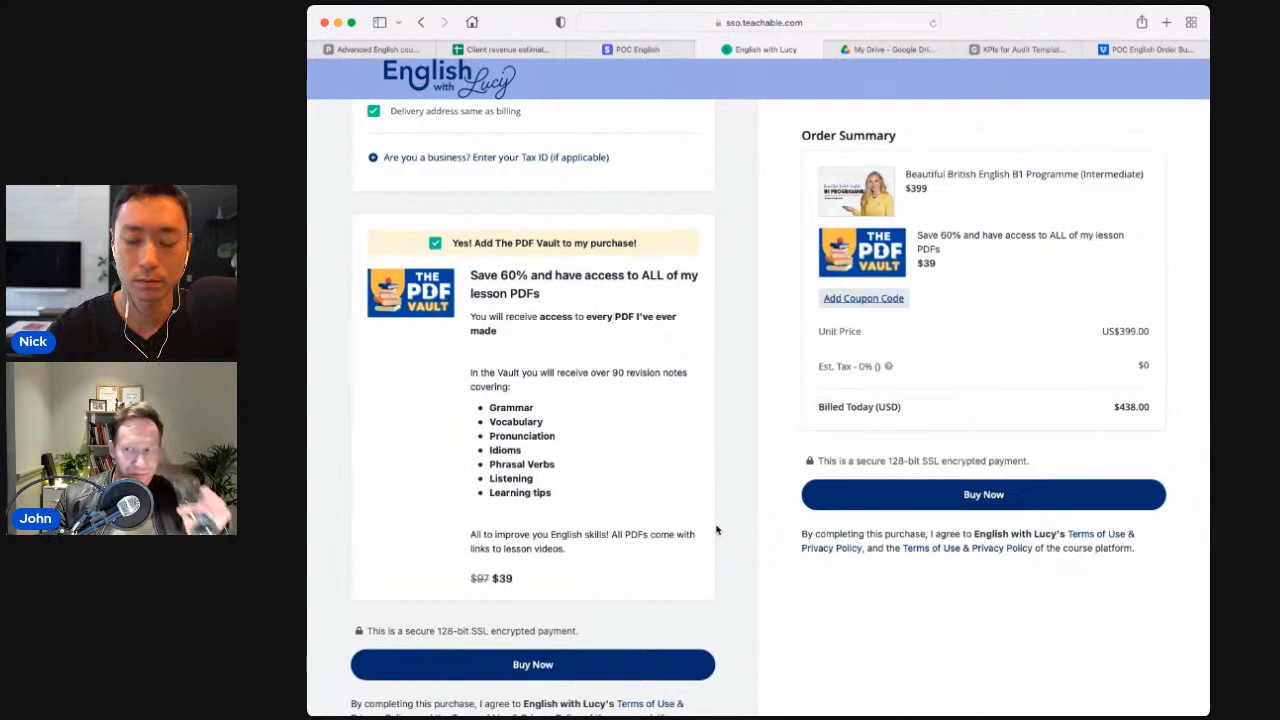 sso.teachable.com
Advanced English cou...
Client revenue estimat...
POC English
English with Lucy
My Drive - Google Dri...
KPIs for Audit Templat...
POC English Order Bu...
English
with Lucy
Delivery address same as billing
Are you a business? Enter your Tax ID (if applicable)
Yes! Add The PDF Vault to my purchase!
THE
PDF
VAULT
Save 60% and have access to ALL of my
lesson PDFs
You will receive access to every PDF I've ever
made
In the Vault you will receive over 90 revision notes
covering:
Grammar
Vocabulary
Pronunciation
Idioms
Phrasal Verbs
Listening
Learning tips
All to improve you English skills! All PDFs come with
links to lesson videos.
$97 $39
This is a secure 128-bit SSL encrypted payment.
Buy Now
By completing this purchase, I agree to English with Lucy's Terms of Use &
Order Summary
Beautiful British English
B1 PROGRAMME
Beautiful British English B1 Programme (Intermediate)
$399
THE
PDF
VAULT
Save 60% and have access to ALL of my lesson
PDFs
$39
Add Coupon Code
Unit Price US$399.00
Est. Tax - 0% () $0
Billed Today (USD) $438.00
This is a secure 128-bit SSL encrypted payment.
Buy Now
By completing this purchase, I agree to English with Lucy's Terms of Use &
Privacy Policy, and the Terms of Use & Privacy Policy of the course platform.
Nick
John